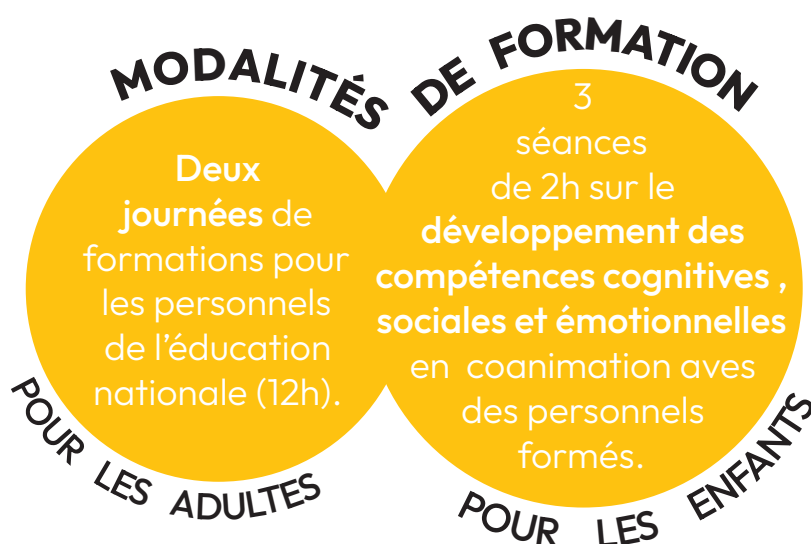 MODALITÉS DE FORMATION
Deux
journées de
formations pour
les personnels
de l'éducation
nationale (12h).
POUR LES ADULTES
3
séances
de 2h sur le
développement des
compétences cognitives ,
sociales et émotionnelles
en coanimation aves
des personnels
formés.
POUR LES ENFANTS